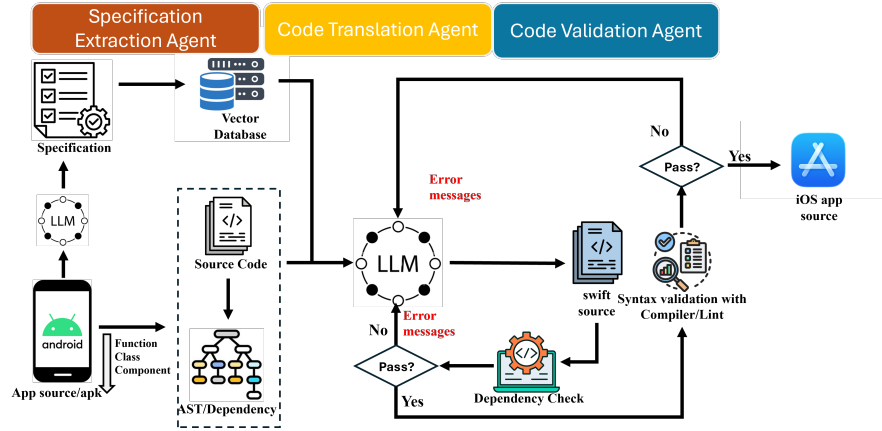 Specification
Extraction Agent
Code Translation Agent
Code Validation Agent
Specification
Vector
Database
No
Pass?
Yes
iOS app
source
Error
messages
LLM
Source Code
LLM
swift
source
Syntax validation with
Compiler/Lint
android
Function
Class
Component
No
Error
messages
Pass?
Dependency Check
App source/apk
AST/Dependency
Yes